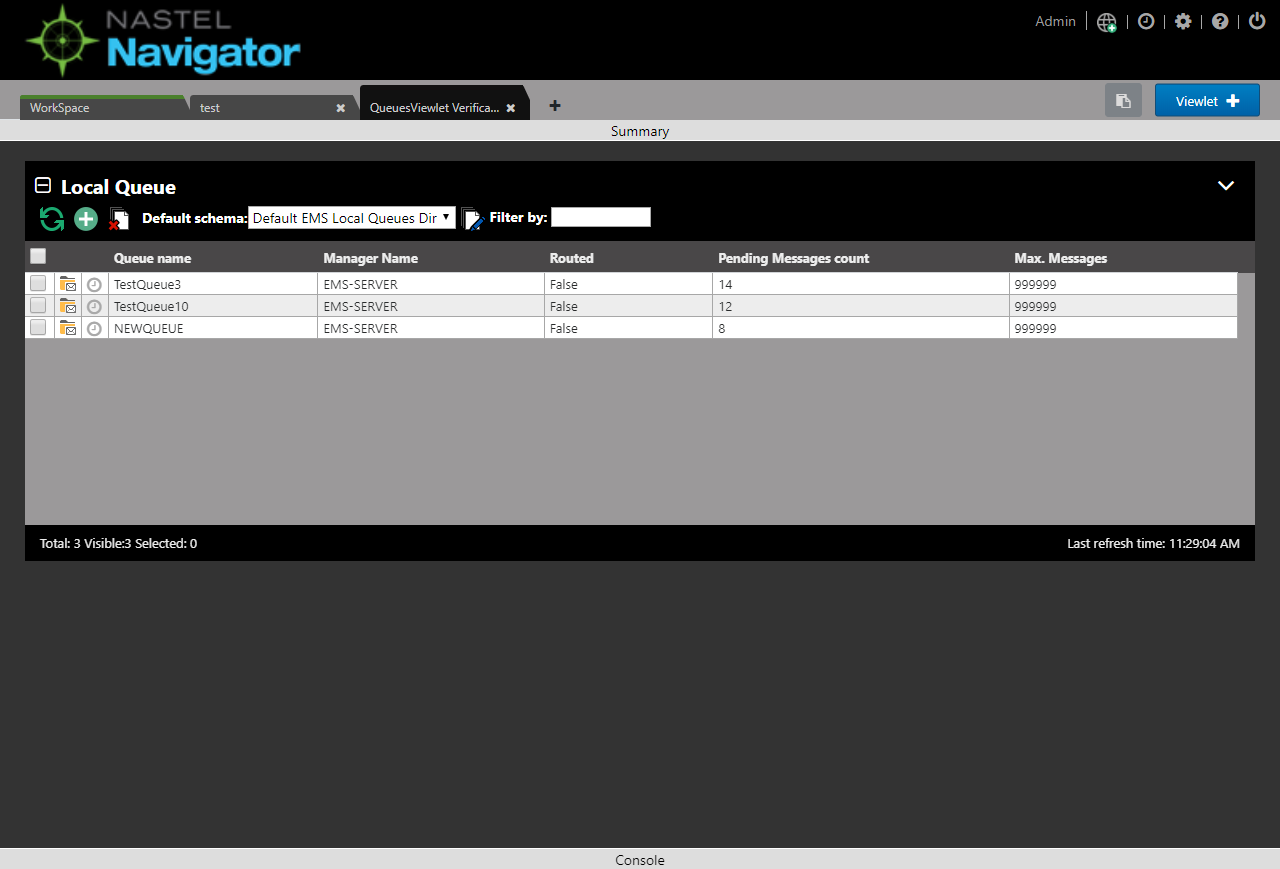 NASTEL
Navigator
Admin
WorkSpace
test
QueuesViewlet Verifica...
Viewlet
Summary
Local Queue
Default schema: Default EMS Local Queues Dir Filter by:
Queue name Manager Name Routed Pending Messages count Max. Messages
TestQueue3 EMS-SERVER False 14 999999
TestQueue10 EMS-SERVER False 12 999999
NEWQUEUE EMS-SERVER False 8 999999
Total: 3 Visible:3 Selected: 0
Last refresh time: 11:29:04 AM
Console